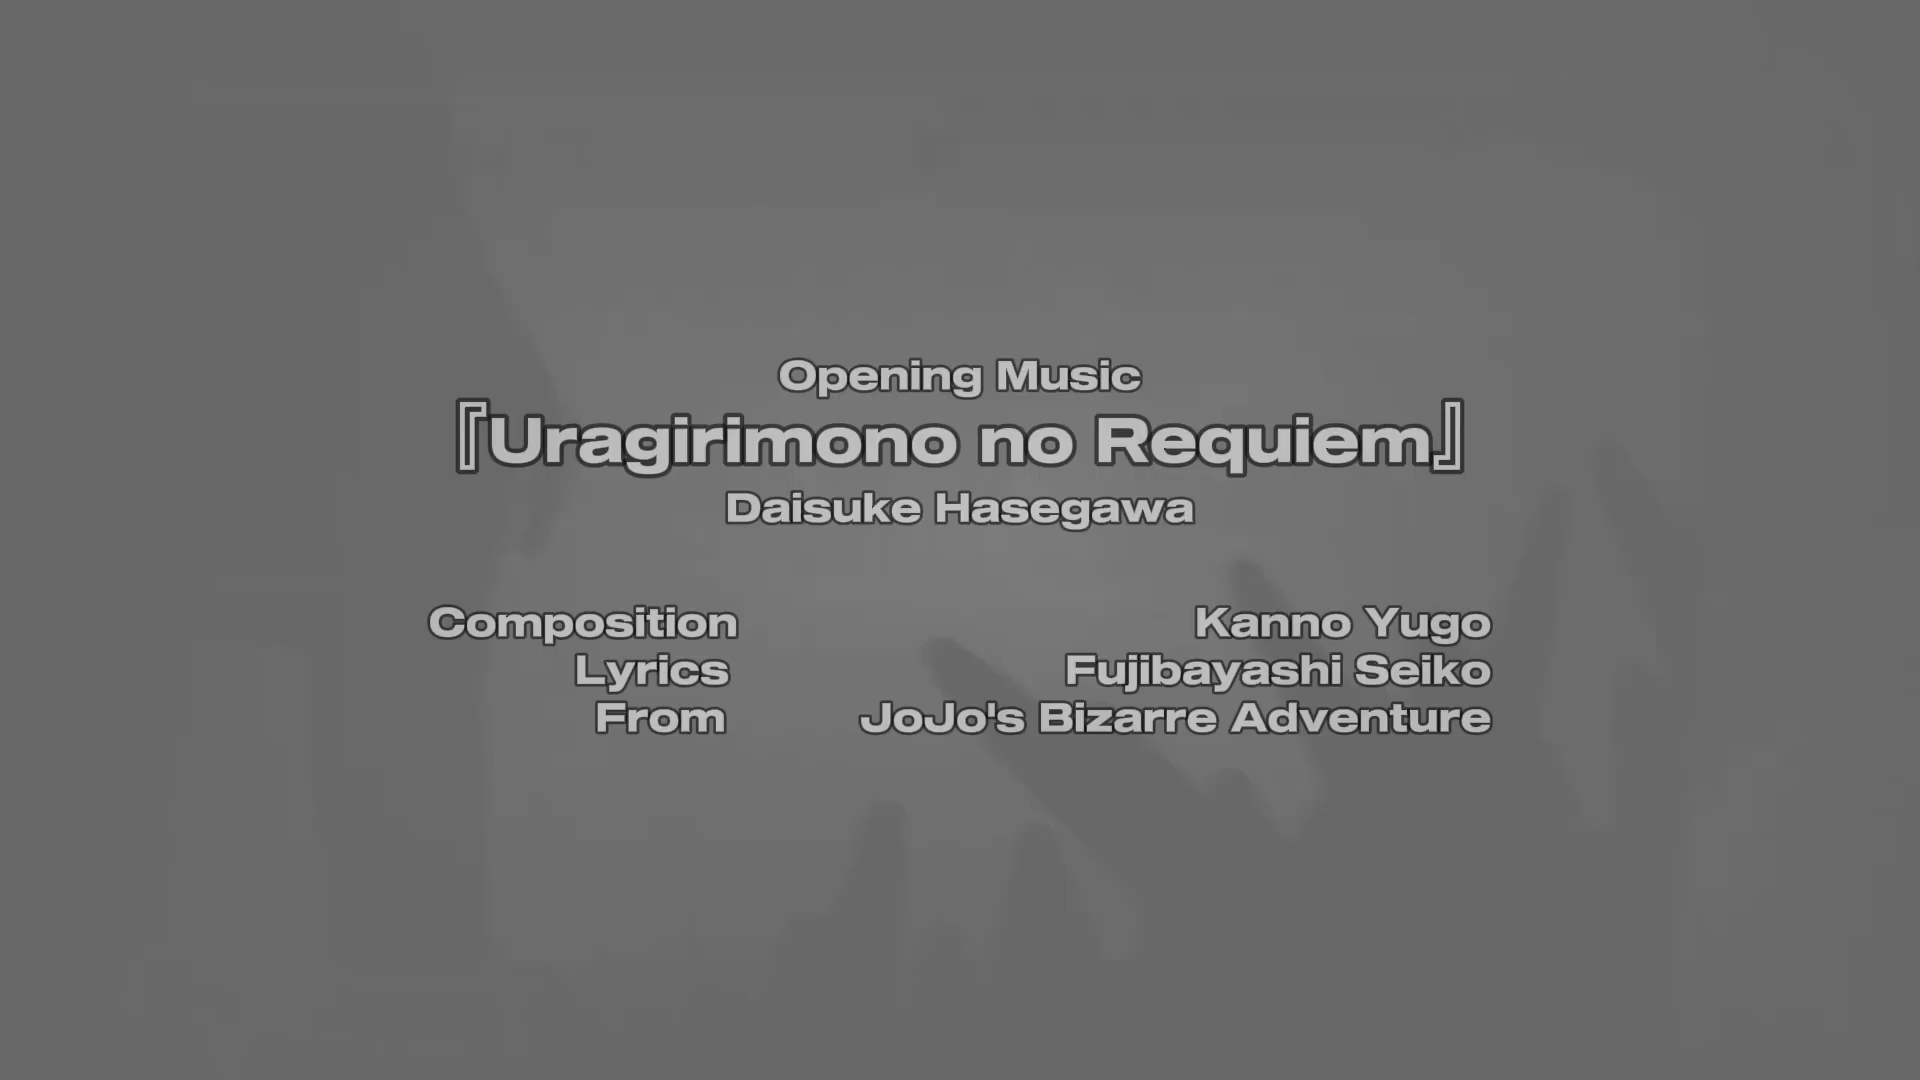 Opening Music
『Uragirimono no Requiem』
Daisuke Hasegawa
Composition Kanno Yugo
Lyrics Fujibayashi Seiko
From JoJo's Bizarre Adventure